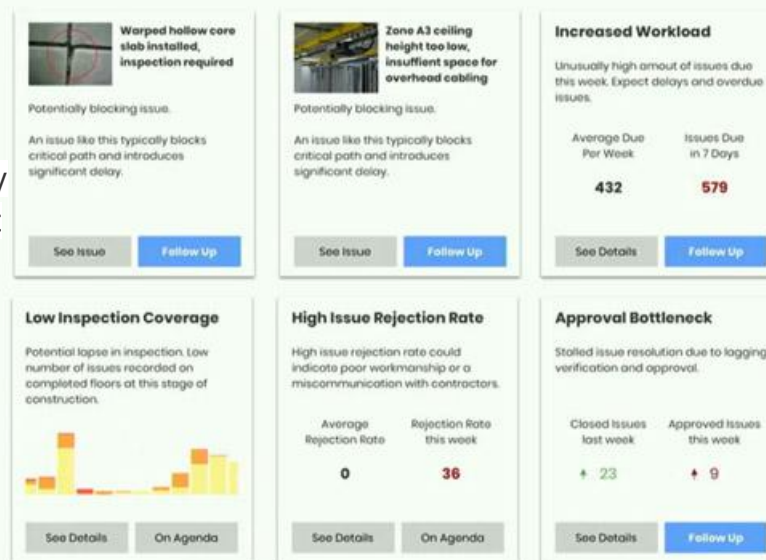 Warped hollow core
slab installed,
inspection required
Potentially blocking issue.
An issue like this typically blocks
critical path and introduces
significant delay.
See Issue
Follow Up
Zone A3 ceiling
height too low,
insuffient space for
overhead cabling
Potentially blocking issue.
An issue like this typically blocks
critical path and introduces
significant delay.
See Issue
Follow Up
Increased Workload
Unusually high amout of issues due
this week. Expect delays and overdue
issues.
Average Due
Per Week
Issues Due
in 7 Days
432
579
See Details
Follow Up
Low Inspection Coverage
Potential lapse in inspection. Low
number of issues recorded on
completed floors at this stage of
construction.
See Details
On Agenda
High Issue Rejection Rate
High issue rejection rate could
indicate poor workmanship or a
miscommunication with contractors.
Average
Rejection Rate
Rejection Rate
this week
0
36
See Details
On Agenda
Approval Bottleneck
Stalled issue resolution due to lagging
verification and approval.
Closed Issues
last week
Approved Issues
this week
23
9
See Details
Follow Up